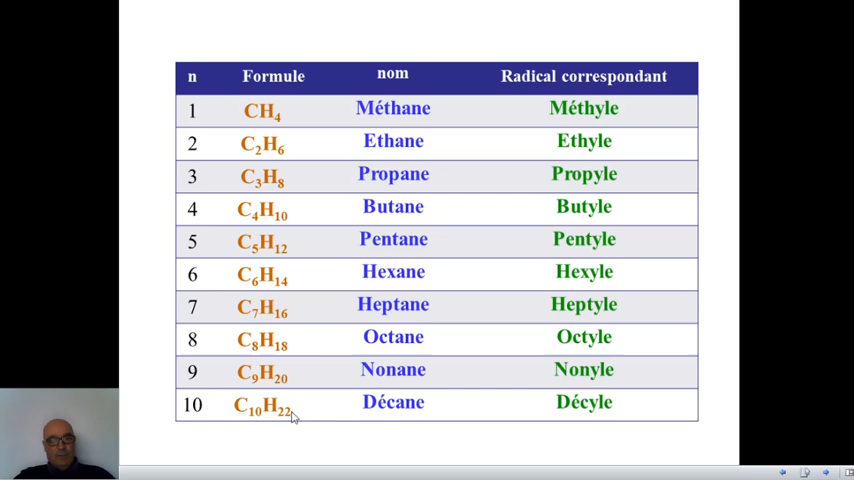 n Formule nom Radical correspondant
1 CH4 Méthane Méthyle
2 C2H6 Ethane Ethyle
3 C3H8 Propane Propyle
4 C4H10 Butane Butyle
5 C5H12 Pentane Pentyle
6 C6H14 Hexane Hexyle
7 C7H16 Heptane Heptyle
8 C8H18 Octane Octyle
9 C9H20 Nonane Nonyle
10 C10H22 Décane Décyle